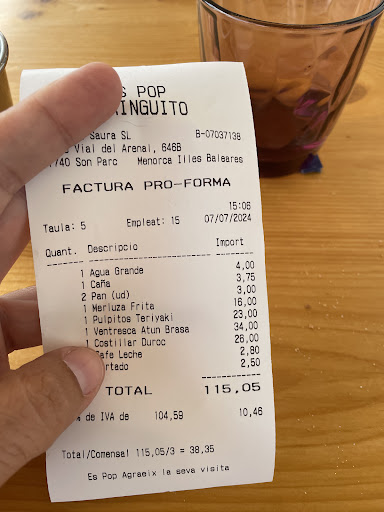 S POP
INGUITO
Saura SL B-07037138
Vial del Arenal, 646B
740 Son Parc Menorca Illes Baleares
FACTURA PRO-FORMA
15:06
Taula: 5 Empleat: 15 07/07/2024
Quant. Descripcio Import
1 Agua Grande 4,00
1 Caña 3,75
2 Pan (ud) 3,00
1 Merluza Frita 16,00
1 Pulpitos Teriyaki 23,00
1 Ventresca Atun Brasa 34,00
1 Costillar Duroc 26,00
Cafe Leche 2,80
rtado 2,50
TOTAL 115,05
% de IVA de 104,59 10,46
Total/Comensal 115,05/3 = 38,35
Es Pop Agraeix la seva visita